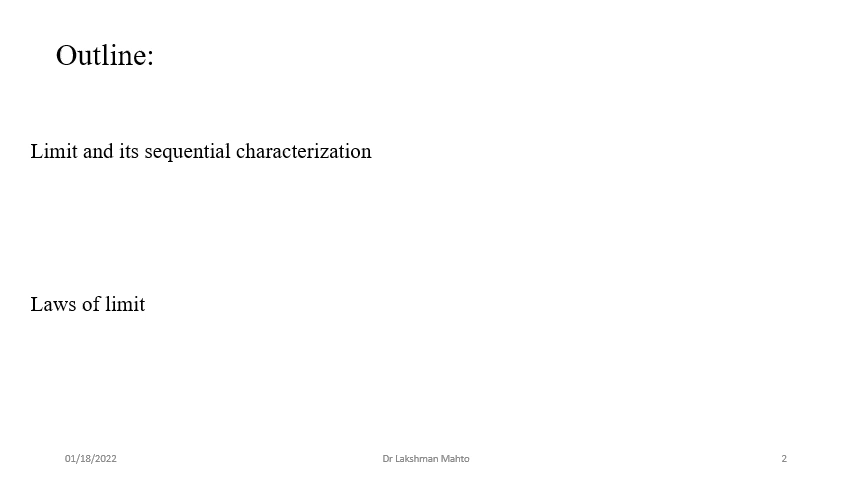 Outline:
Limit and its sequential characterization
Laws of limit
01/18/2022
Dr Lakshman Mahto
2